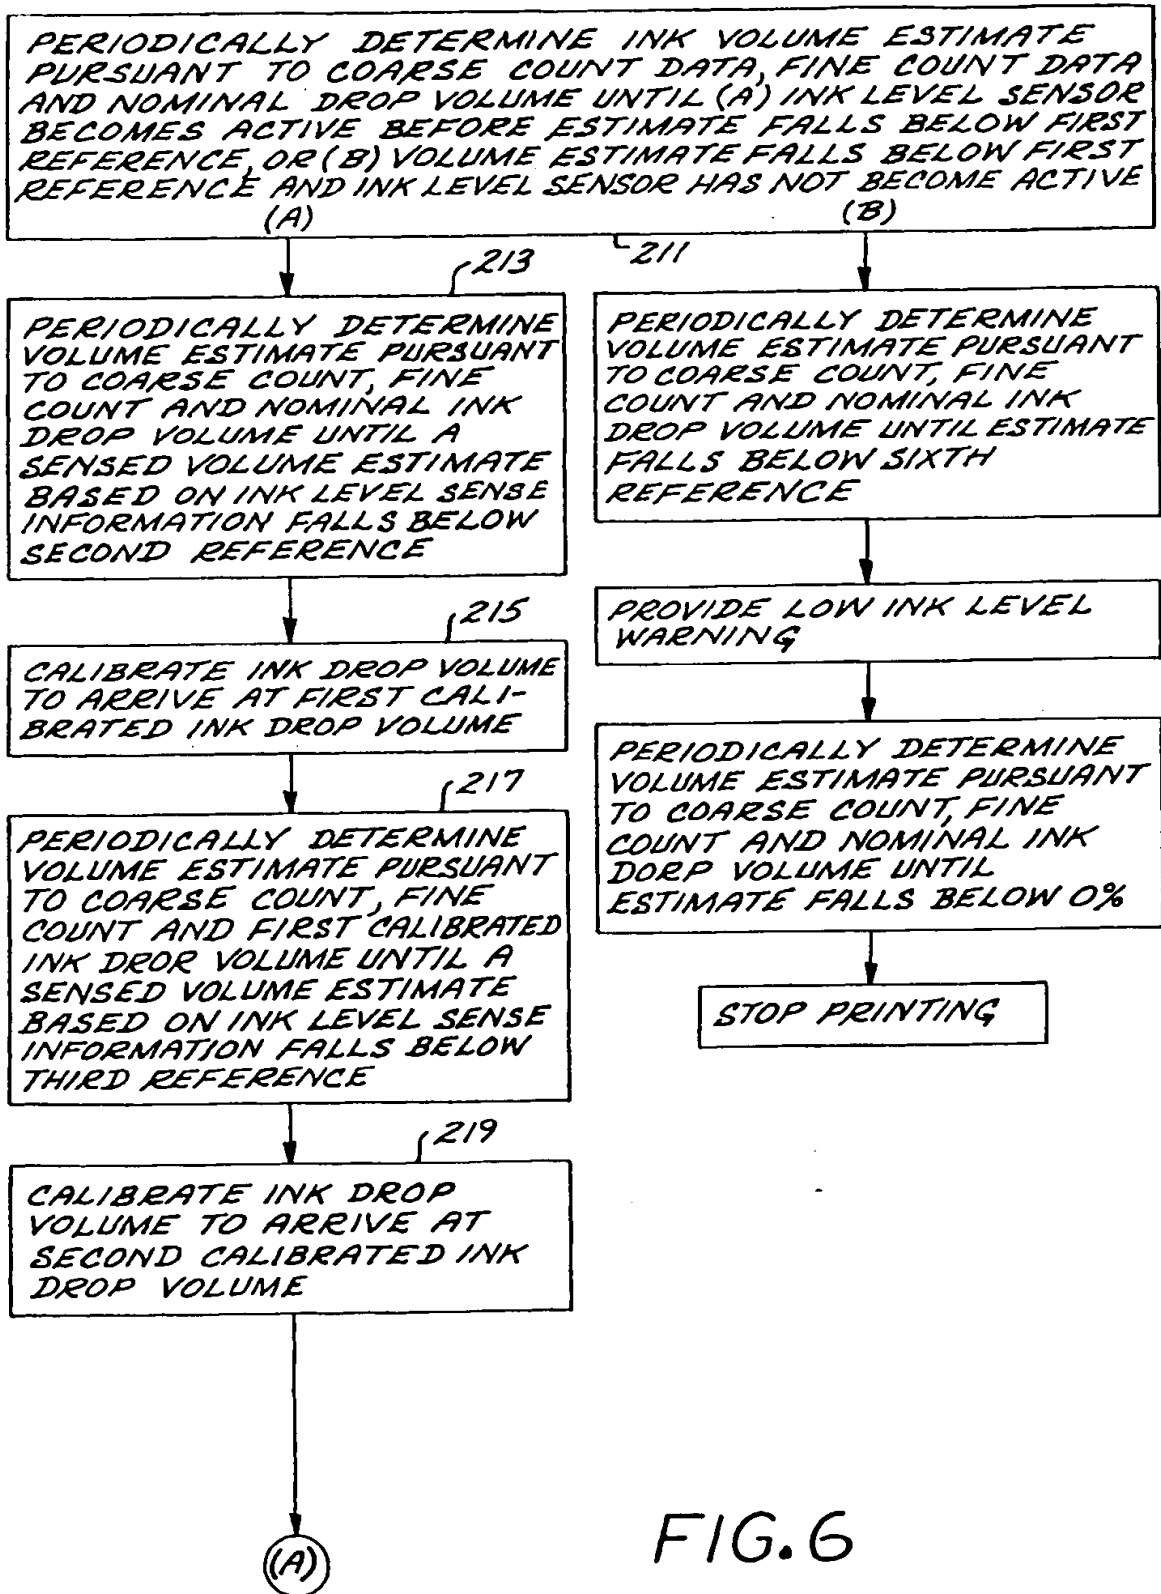 PERIODICALLY DETERMINE INK VOLUME ESTIMATE
PURSUANT TO COARSE COUNT DATA, FINE COUNT DATA
AND NOMINAL DROP VOLUME UNTIL (A) INK LEVEL SENSOR
BECOMES ACTIVE BEFORE ESTIMATE FALLS BELOW FIRST
REFERENCE, OR (B) VOLUME ESTIMATE FALLS BELOW FIRST
REFERENCE AND INK LEVEL SENSOR HAS NOT BECOME ACTIVE
(A)
(B)
211
213
PERIODICALLY DETERMINE
VOLUME ESTIMATE PURSUANT
TO COARSE COUNT, FINE
COUNT AND NOMINAL INK
DROP VOLUME UNTIL A
SENSED VOLUME ESTIMATE
BASED ON INK LEVEL SENSE
INFORMATION FALLS BELOW
SECOND REFERENCE
215
CALIBRATE INK DROP VOLUME
TO ARRIVE AT FIRST CALI-
BRATED INK DROP VOLUME
217
PERIODICALLY DETERMINE
VOLUME ESTIMATE PURSUANT
TO COARSE COUNT, FINE
COUNT AND FIRST CALIBRATED
INK DROR VOLUME UNTIL A
SENSED VOLUME ESTIMATE
BASED ON INK LEVEL SENSE
INFORMATION FALLS BELOW
THIRD REFERENCE
219
CALIBRATE INK DROP
VOLUME TO ARRIVE AT
SECOND CALIBRATED INK
DROP VOLUME
(A)
PERIODICALLY DETERMINE
VOLUME ESTIMATE PURSUANT
TO COARSE COUNT, FINE
COUNT AND NOMINAL INK
DROP VOLUME UNTIL ESTIMATE
FALLS BELOW SIXTH
REFERENCE
PROVIDE LOW INK LEVEL
WARNING
PERIODICALLY DETERMINE
VOLUME ESTIMATE PURSUANT
TO COARSE COUNT, FINE
COUNT AND NOMINAL INK
DORP VOLUME UNTIL
ESTIMATE FALLS BELOW 0%
STOP PRINTING
FIG. 6